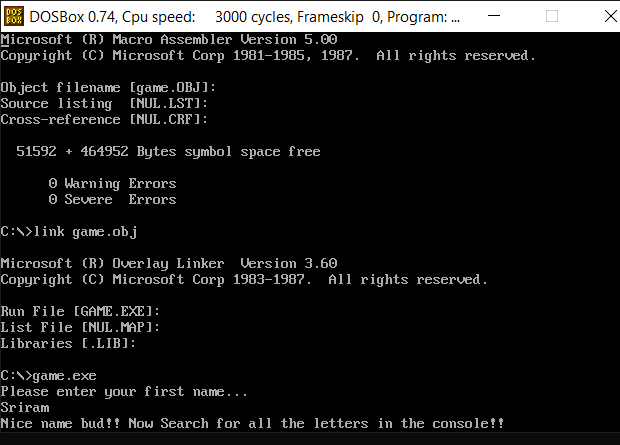 DOS BOX
DOSBox 0.74, Cpu speed: 3000 cycles, Frameskip 0, Program: ...
Microsoft (R) Macro Assembler Version 5.00
Copyright (C) Microsoft Corp 1981-1985, 1987.  All rights reserved.
Object filename [game.OBJ]:
Source listing  [NUL.LST]:
Cross-reference [NUL.CRF]:
51592 + 464952 Bytes symbol space free
0 Warning Errors
0 Severe  Errors
C:\>link game.obj
Microsoft (R) Overlay Linker  Version 3.60
Copyright (C) Microsoft Corp 1983-1987.  All rights reserved.
Run File [GAME.EXE]:
List File [NUL.MAP]:
Libraries [.LIB]:
C:\>game.exe
Please enter your first name...
Sriram
Nice name bud!! Now Search for all the letters in the console!!